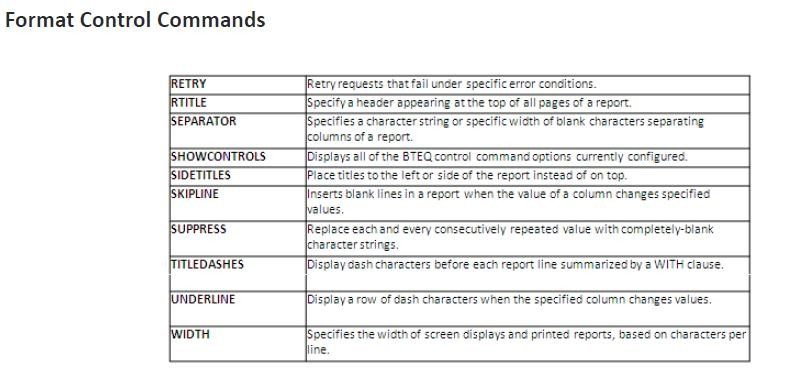 Format Control Commands
RETRY Retry requests that fail under specific error conditions.
RTITLE Specify a header appearing at the top of all pages of a report.
SEPARATOR Specifies a character string or specific width of blank characters separating
columns of a report.
SHOWCONTROLS Displays all of the BTEQ control command options currently configured.
SIDETITLES Place titles to the left or side of the report instead of on top.
SKIPLINE Inserts blank lines in a report when the value of a column changes specified
values.
SUPPRESS Replace each and every consecutively repeated value with completely-blank
character strings.
TITLEDASHES Display dash characters before each report line summarized by a WITH clause.
UNDERLINE Display a row of dash characters when the specified column changes values.
WIDTH Specifies the width of screen displays and printed reports, based on characters per
line.